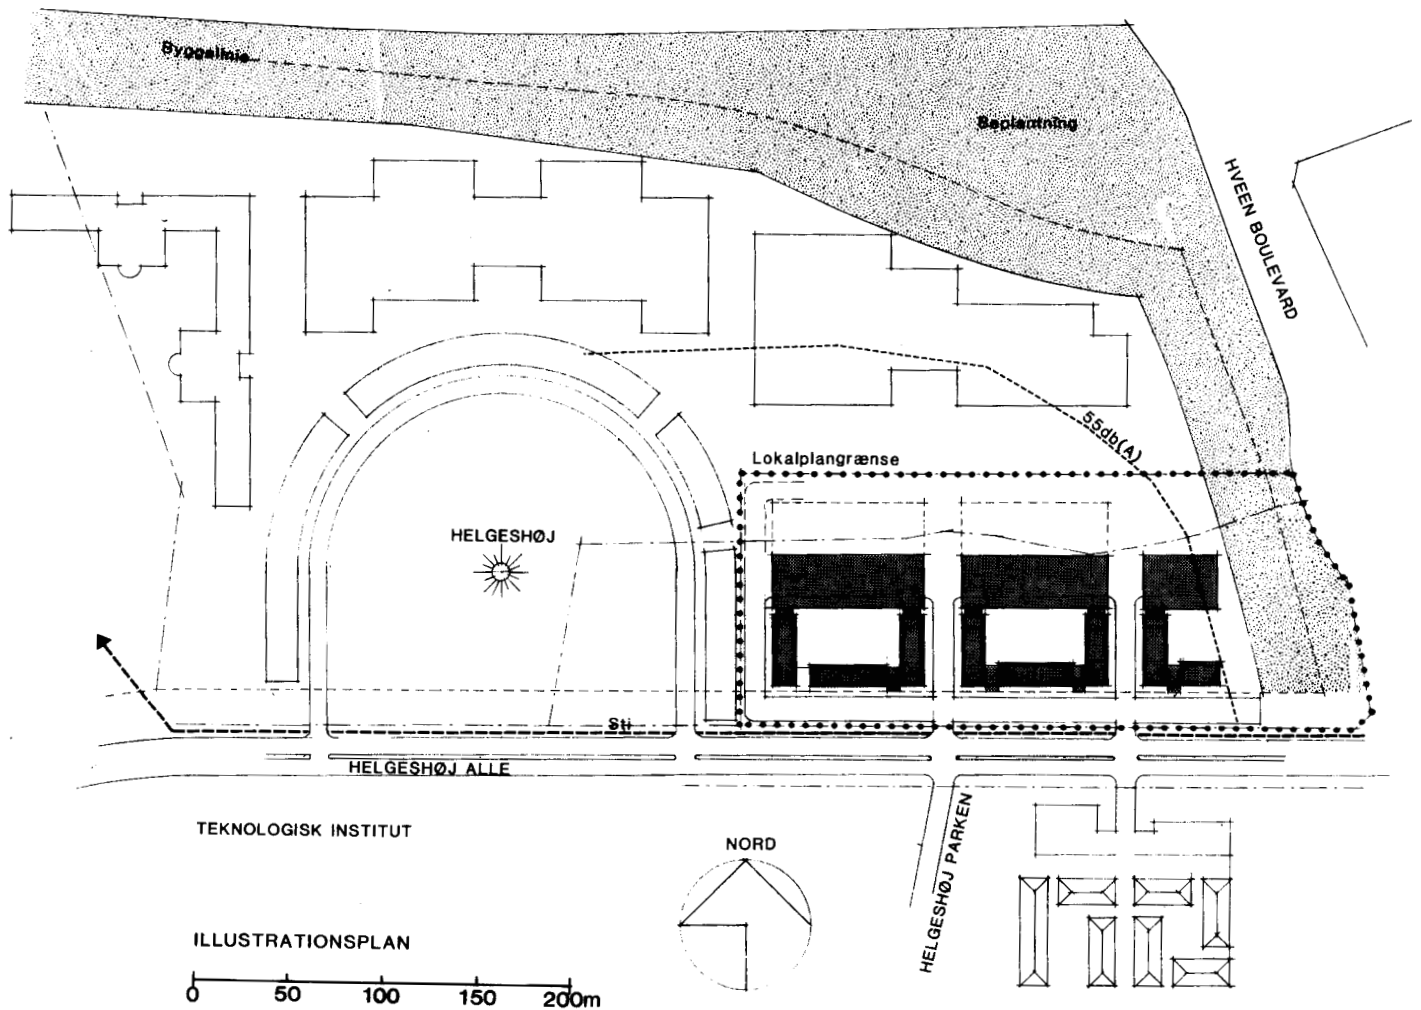 Byggelinie
Beplantning
HVEEN BOULEVARD
55db(A)
Lokalplangrænse
HELGESHØJ
Sti
HELGESHØJ ALLE
TEKNOLOGISK INSTITUT
NORD
HELGESHØJ PARKEN
ILLUSTRATIONSPLAN
0 50 100 150 200m